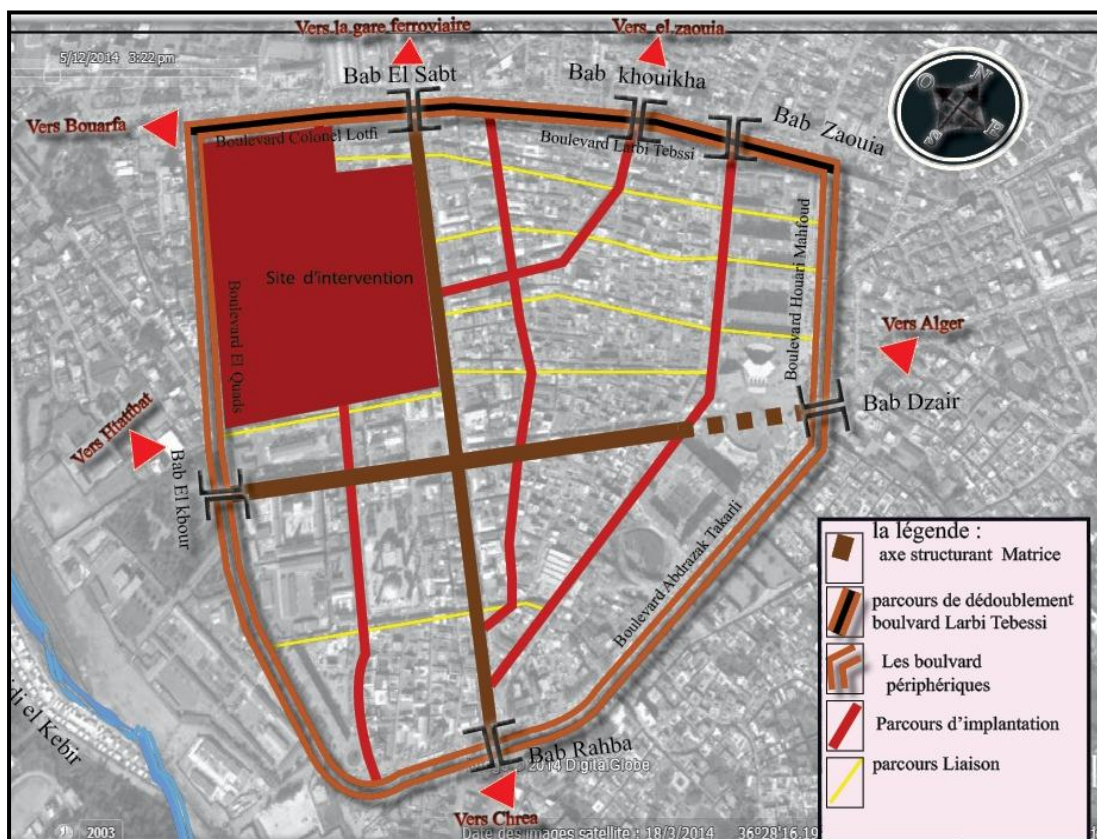 Vers la gare ferroviaire
Vers el zaouia
5/12/2014 3:22 pm
Bab El Sabt
Bab khouikha
O N
Vers Bouarfa
Boulevard Colonel Lotfi
Boulevard Larbi Tebssi
Bab Zaouia
Site d'intervention
Boulevard El Quads
Boulevard Houari Mahfoud
Vers Alger
Bab Dzair
Bab El kbour
Boulevard Abdrazak Takarli
la légende :
axe structurant Matrice
parcours de dédoublement
boulvard Larbi Tebessi
Les boulvard
périphériques
Parcours d'implantation
parcours Liaison
di el Kebir
Bab Rahba
2014 DigitalGlobe
Vers Chrea
2003
Date des images satellite : 18/3/2014 36°28'16.19